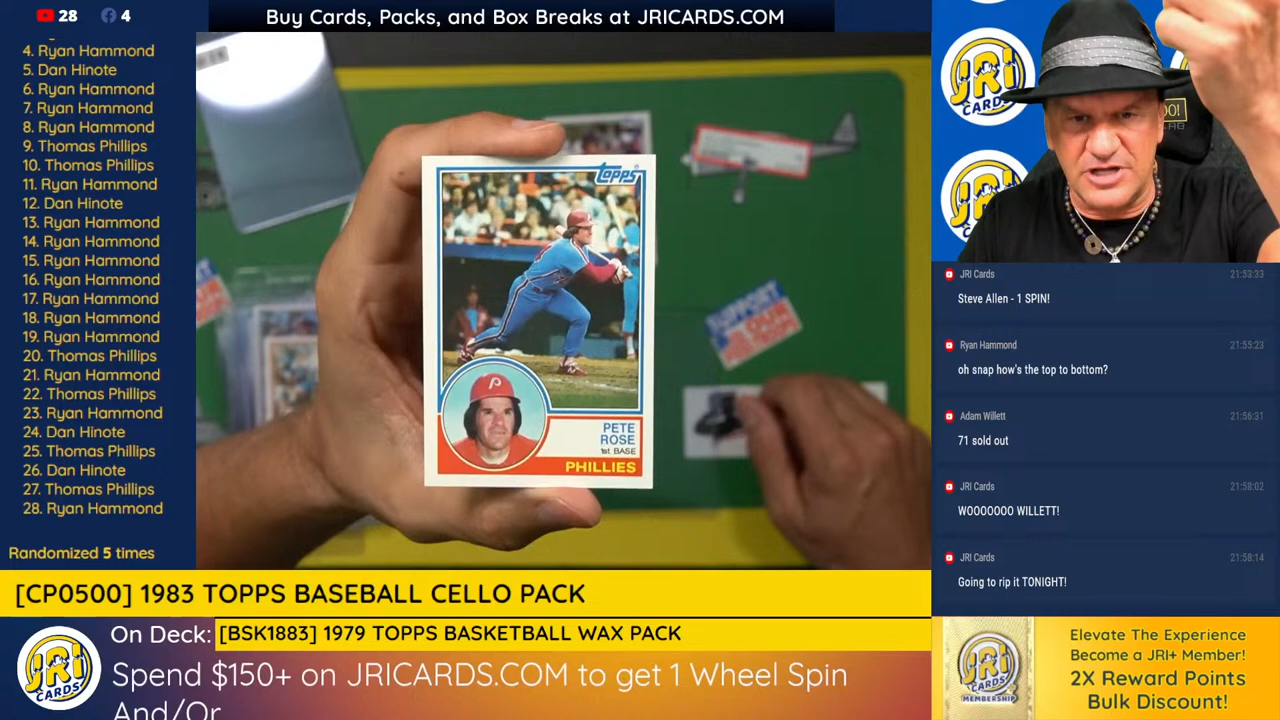 28
4
Buy Cards, Packs, and Box Breaks at JRICARDS.COM
4. Ryan Hammond
5. Dan Hinote
6. Ryan Hammond
7. Ryan Hammond
8. Ryan Hammond
9. Thomas Phillips
10. Thomas Phillips
11. Ryan Hammond
12. Dan Hinote
13. Ryan Hammond
14. Ryan Hammond
15. Ryan Hammond
16. Ryan Hammond
17. Ryan Hammond
18. Ryan Hammond
19. Ryan Hammond
20. Thomas Phillips
21. Ryan Hammond
22. Thomas Phillips
23. Ryan Hammond
24. Dan Hinote
25. Thomas Phillips
26. Dan Hinote
27. Thomas Phillips
28. Ryan Hammond
Randomized 5 times
Topps
P
PETE
ROSE
1st BASE
PHILLIES
SUPPORT
OUR
JRI
CARDS
JRI
JRI Cards 21:53:33
Steve Allen - 1 SPIN!
Ryan Hammond 21:55:23
oh snap how's the top to bottom?
Adam Willett 21:56:31
71 sold out
JRI Cards 21:58:02
WOOOOOOO WILLETT!
JRI Cards 21:58:14
Going to rip it TONIGHT!
[CP0500] 1983 TOPPS BASEBALL CELLO PACK
JRI
CARDS
On Deck: [BSK1883] 1979 TOPPS BASKETBALL WAX PACK
Spend $150+ on JRICARDS.COM to get 1 Wheel Spin
And/Or
JRI
CARDS
MEMBERSHIP
Elevate The Experience
Become a JRI+ Member!
2X Reward Points
Bulk Discount!